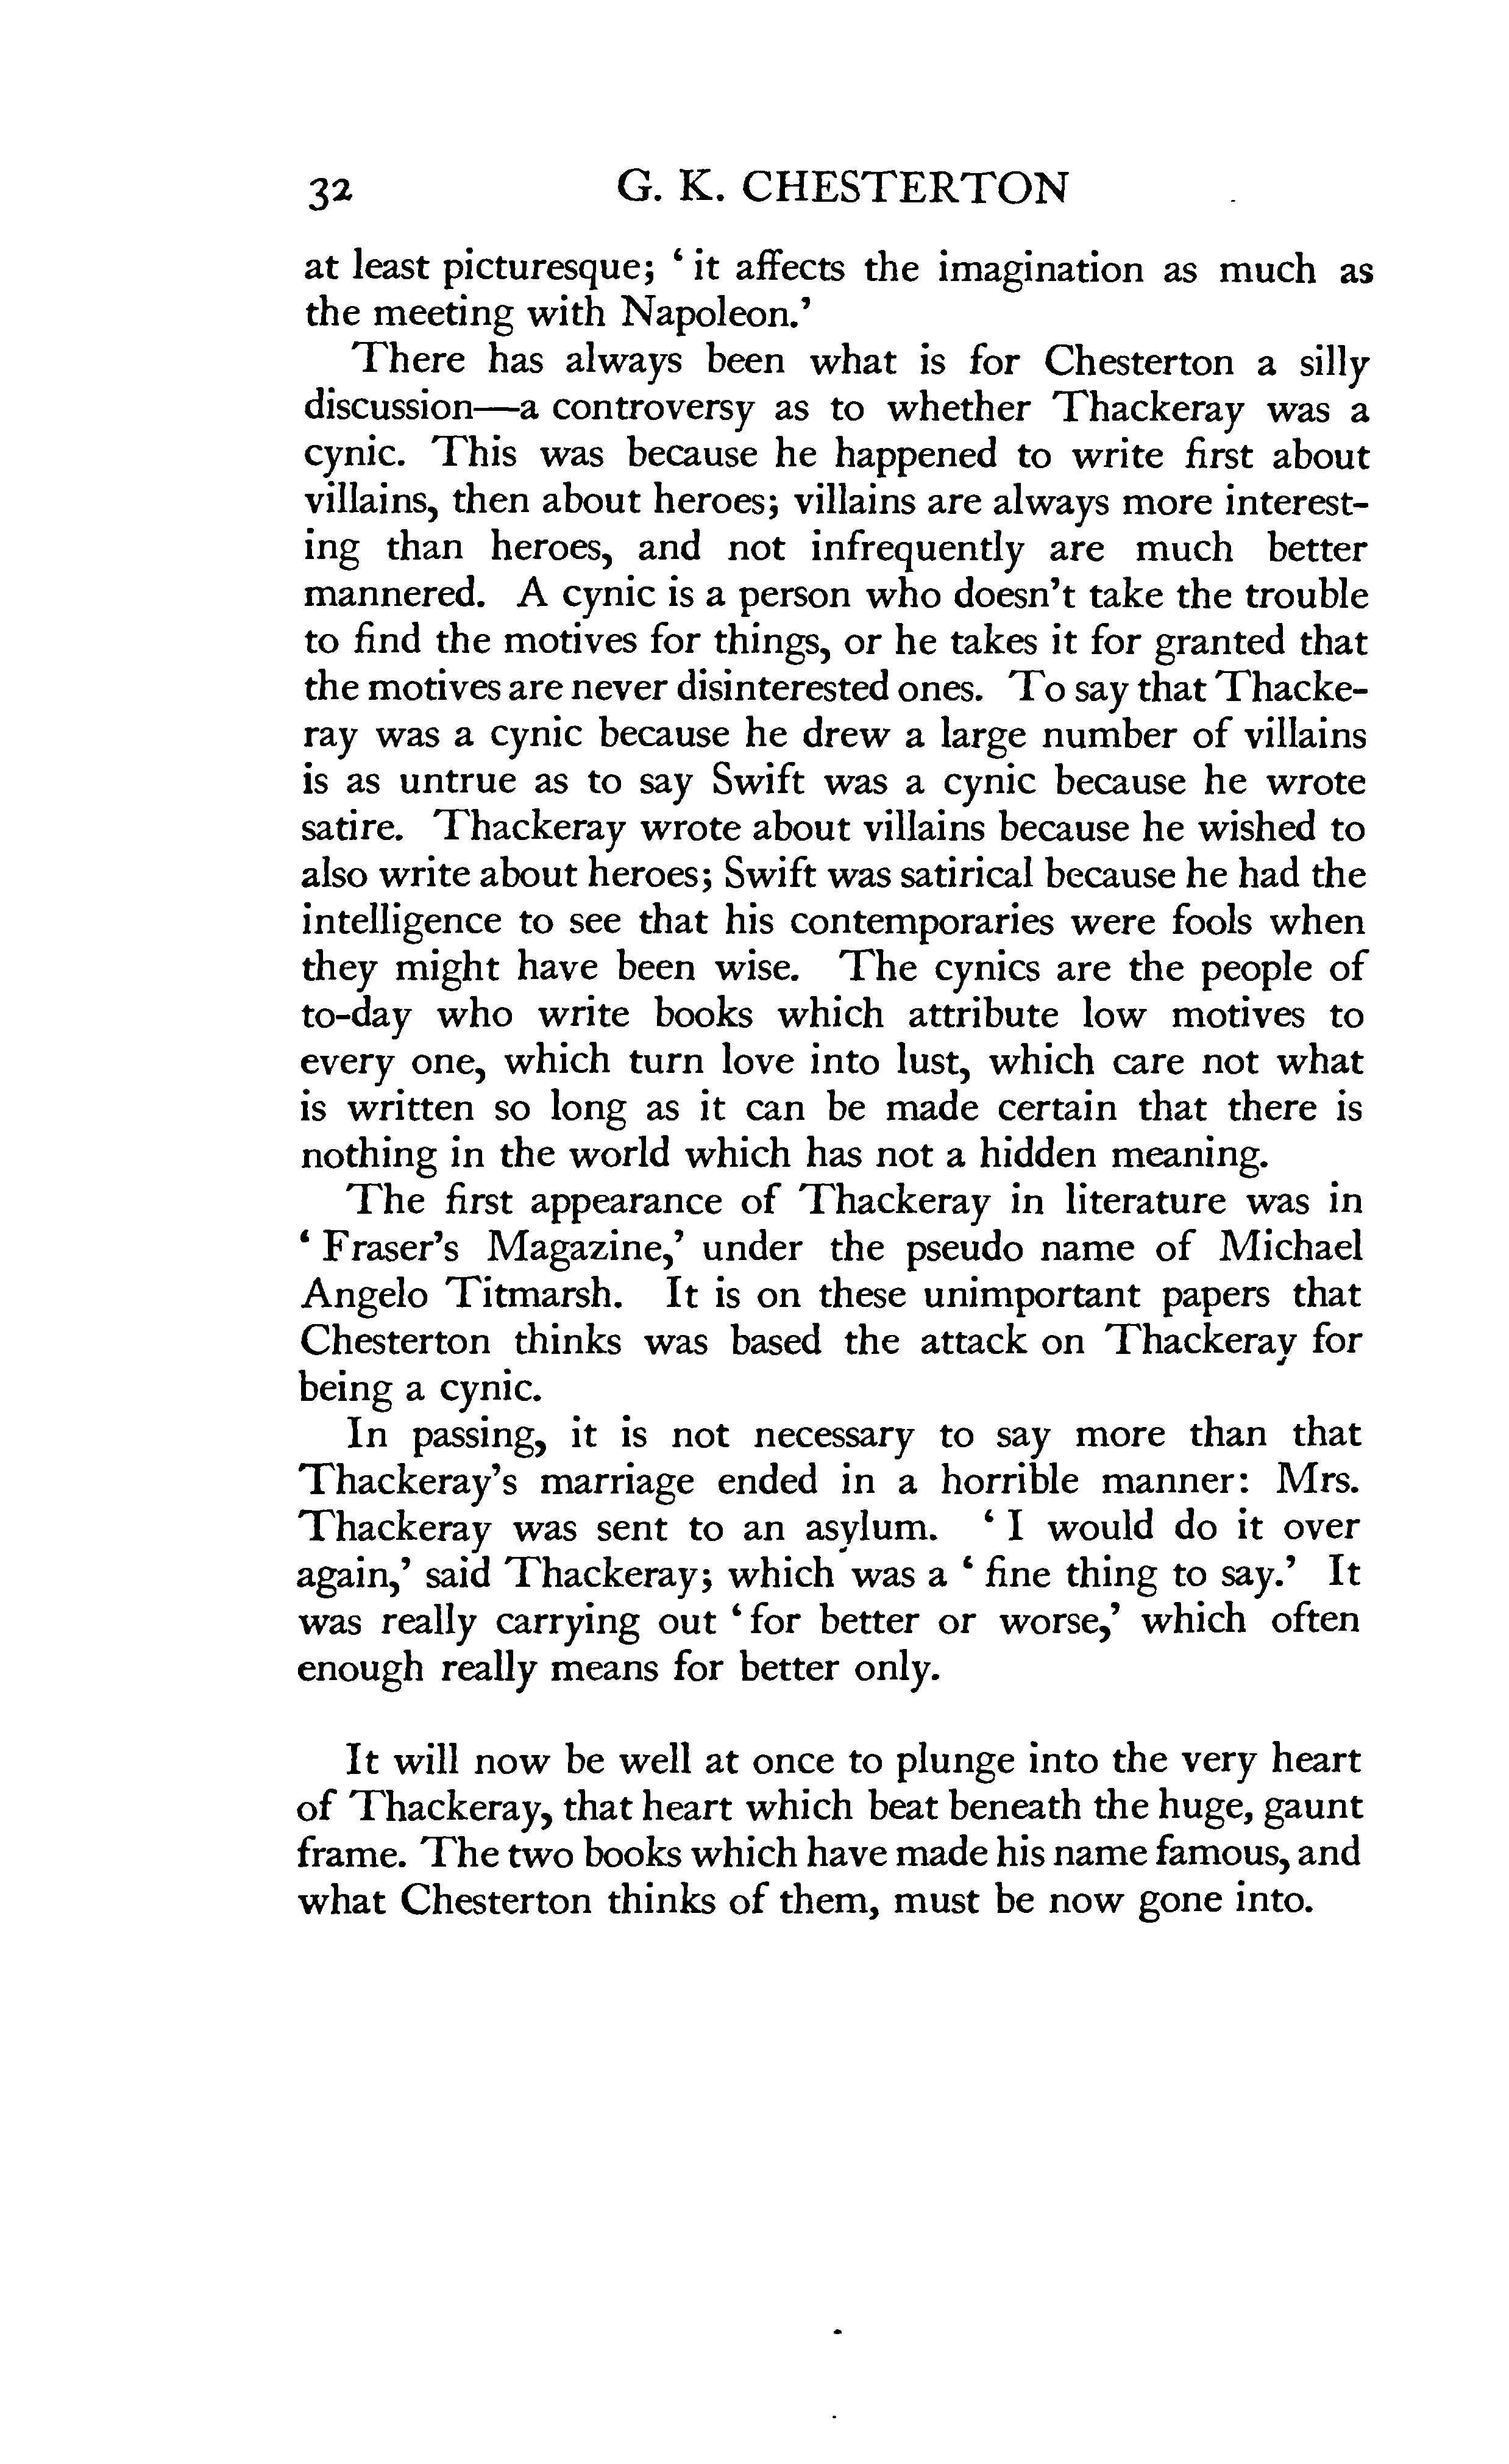 32 G. K. CHESTERTON
at least picturesque; ‘ it affects the imagination as much as
the meeting with Napoleon.’
There has always been what is for Chesterton a silly
discussion—a controversy as to whether Thackeray was a
cynic. This was because he happened to write first about
villains, then about heroes; villains are always more interest-
ing than heroes, and not infrequently are much better
mannered. A cynic is a person who doesn’t take the trouble
to find the motives for things, or he takes it for granted that
the motives are never disinterested ones. To say that Thacke-
ray was a cynic because he drew a large number of villains
is as untrue as to say Swift was a cynic because he wrote
satire. Thackeray wrote about villains because he wished to
also write about heroes; Swift was satirical because he had the
intelligence to see that his contemporaries were fools when
they might have been wise. The cynics are the people of
to-day who write books which attribute low motives to
every one, which turn love into lust, which care not what
is written so long as it can be made certain that there is
nothing in the world which has not a hidden meaning.
The first appearance of Thackeray in literature was in
‘ Fraser’s Magazine,’ under the pseudo name of Michael
Angelo Titmarsh. It is on these unimportant papers that
Chesterton thinks was based the attack on Thackeray for
being a cynic.
In passing, it is not necessary to say more than that
Thackeray’s marriage ended in a horrible manner: Mrs.
Thackeray was sent to an asylum. ‘ I would do it over
again,’ said Thackeray; which was a ‘ fine thing to say.’ It
was really carrying out ‘ for better or worse,’ which often
enough really means for better only.
It will now be well at once to plunge into the very heart
of Thackeray, that heart which beat beneath the huge, gaunt
frame. The two books which have made his name famous, and
what Chesterton thinks of them, must be now gone into.